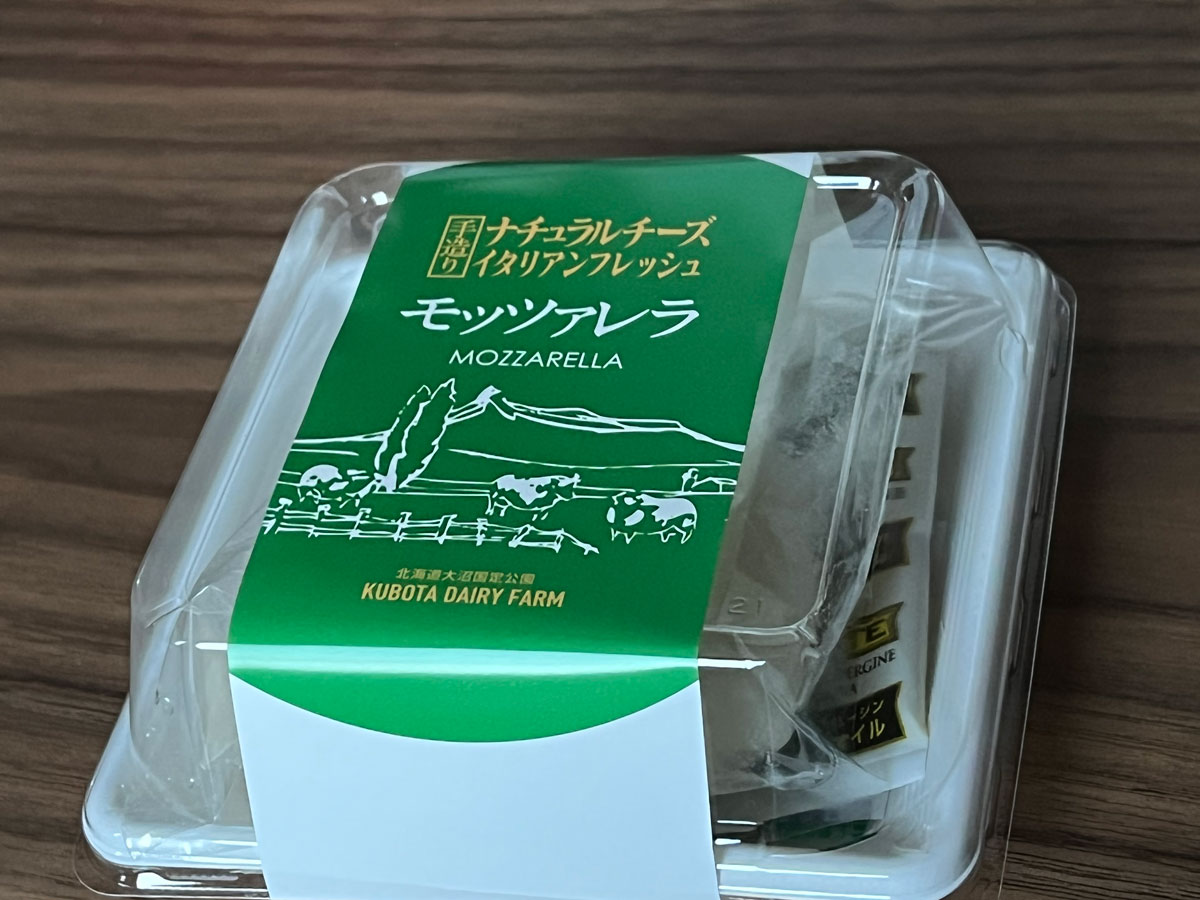 手造り
ナチュラルチーズ
イタリアンフレッシュ
モッツァレラ
MOZZARELLA
北海道大沼国定公園
KUBOTA DAIRY FARM
21